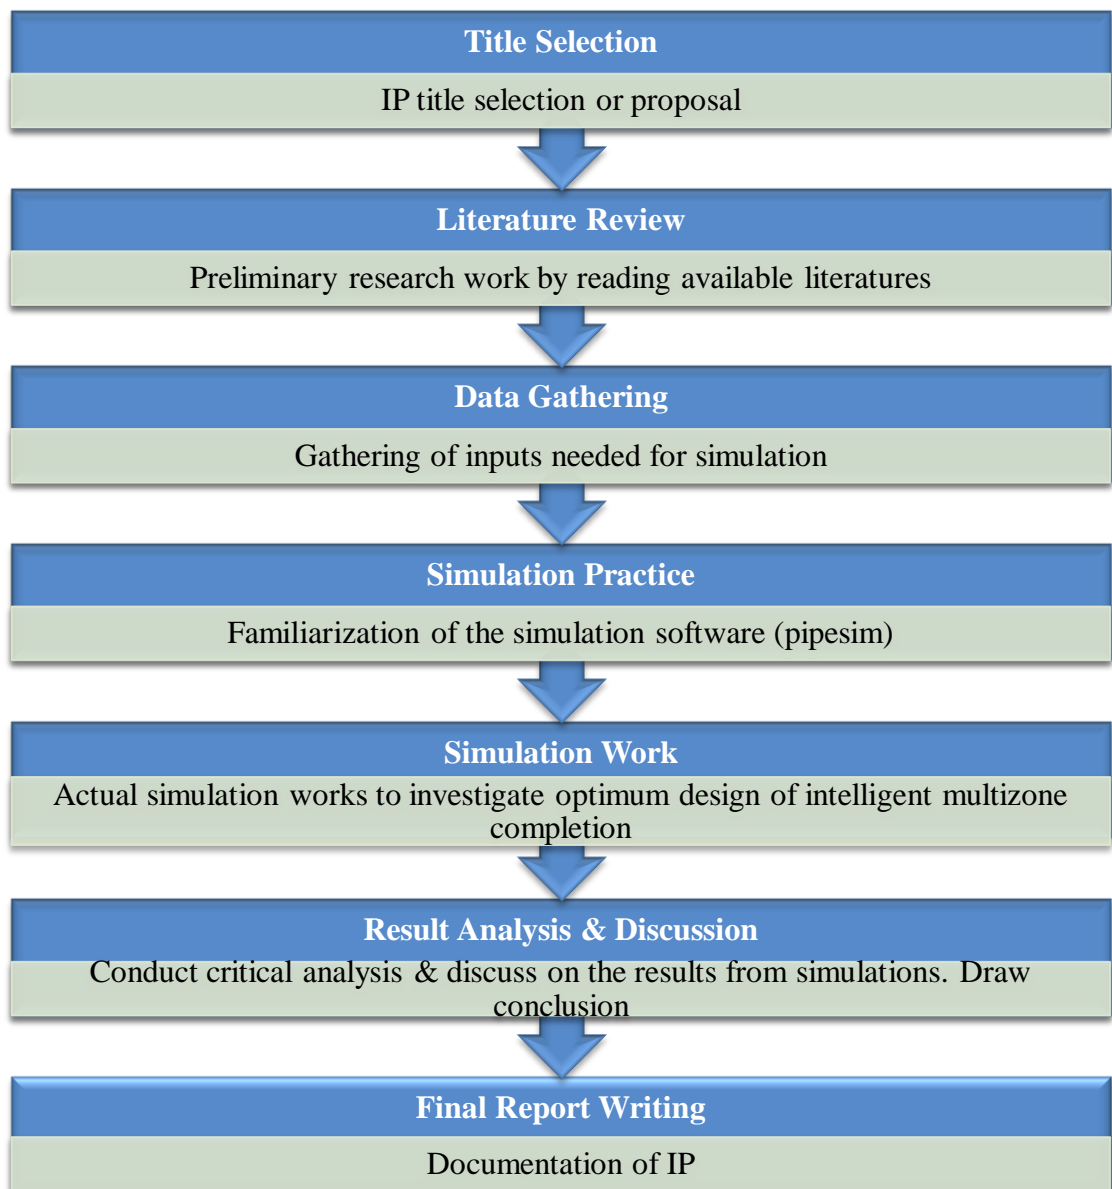 Title Selection
IP title selection or proposal
Literature Review
Preliminary research work by reading available literatures
Data Gathering
Gathering of inputs needed for simulation
Simulation Practice
Familiarization of the simulation software (pipesim)
Simulation Work
Actual simulation works to investigate optimum design of intelligent multizone
completion
Result Analysis & Discussion
Conduct critical analysis & discuss on the results from simulations. Draw
conclusion
Final Report Writing
Documentation of IP